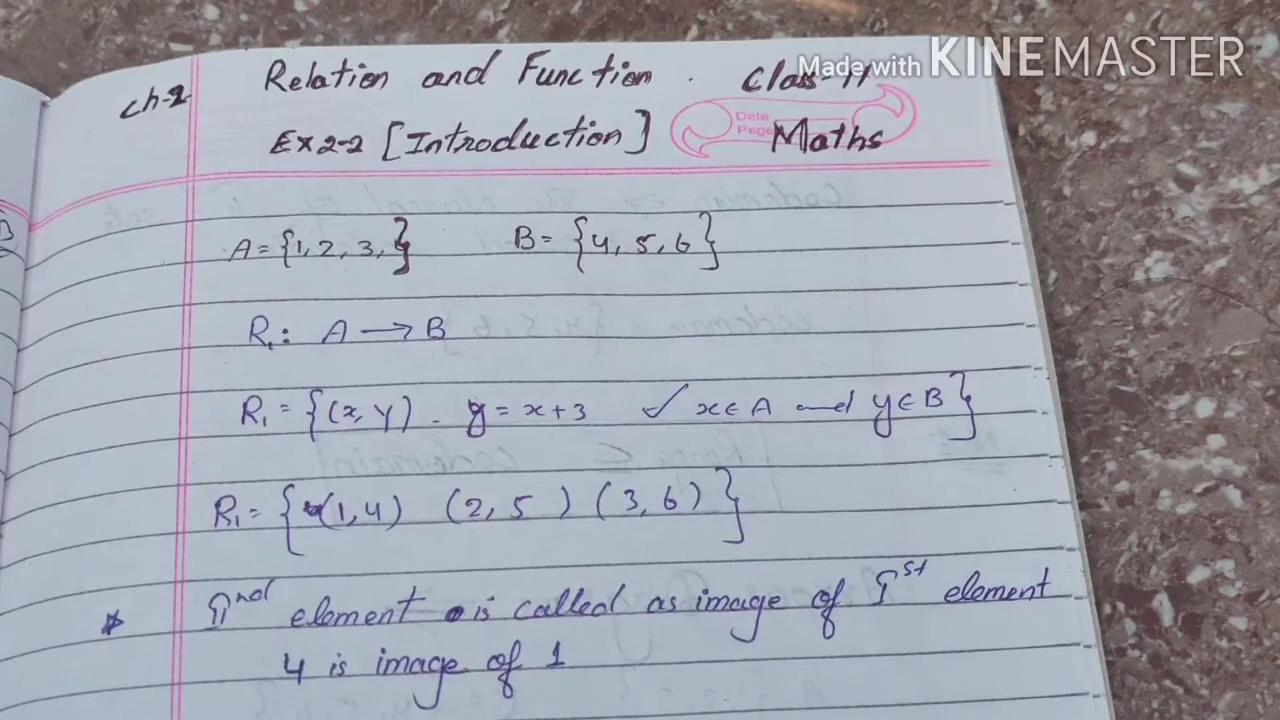 Made with KINEMASTER
Ch-2 Relation and Function. Class-11
Date
Page
Ex 2-2 [Introduction] Maths
A = {1, 2, 3,} B = {4, 5, 6}
R₁: A → B
R₁ = {(x, y) - y = x+3 ✓ x ∈ A and y ∈ B}
R₁ = {(1, 4) (2, 5) (3, 6)}
* IInd element is called as image of Ist element
4 is image of 1